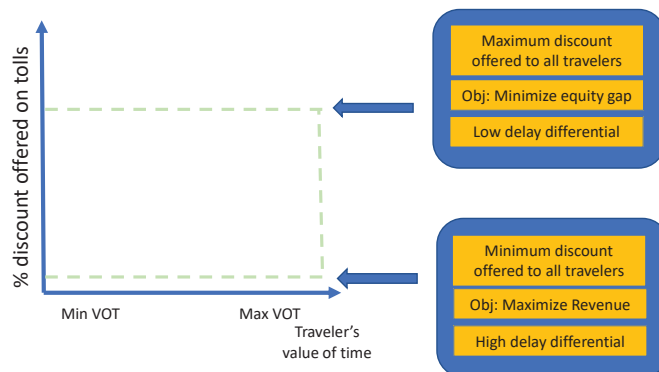 % discount offered on tolls
Min VOT
Max VOT
Traveler's
value of time
Maximum discount
offered to all travelers
Obj: Minimize equity gap
Low delay differential
Minimum discount
offered to all travelers
Obj: Maximize Revenue
High delay differential